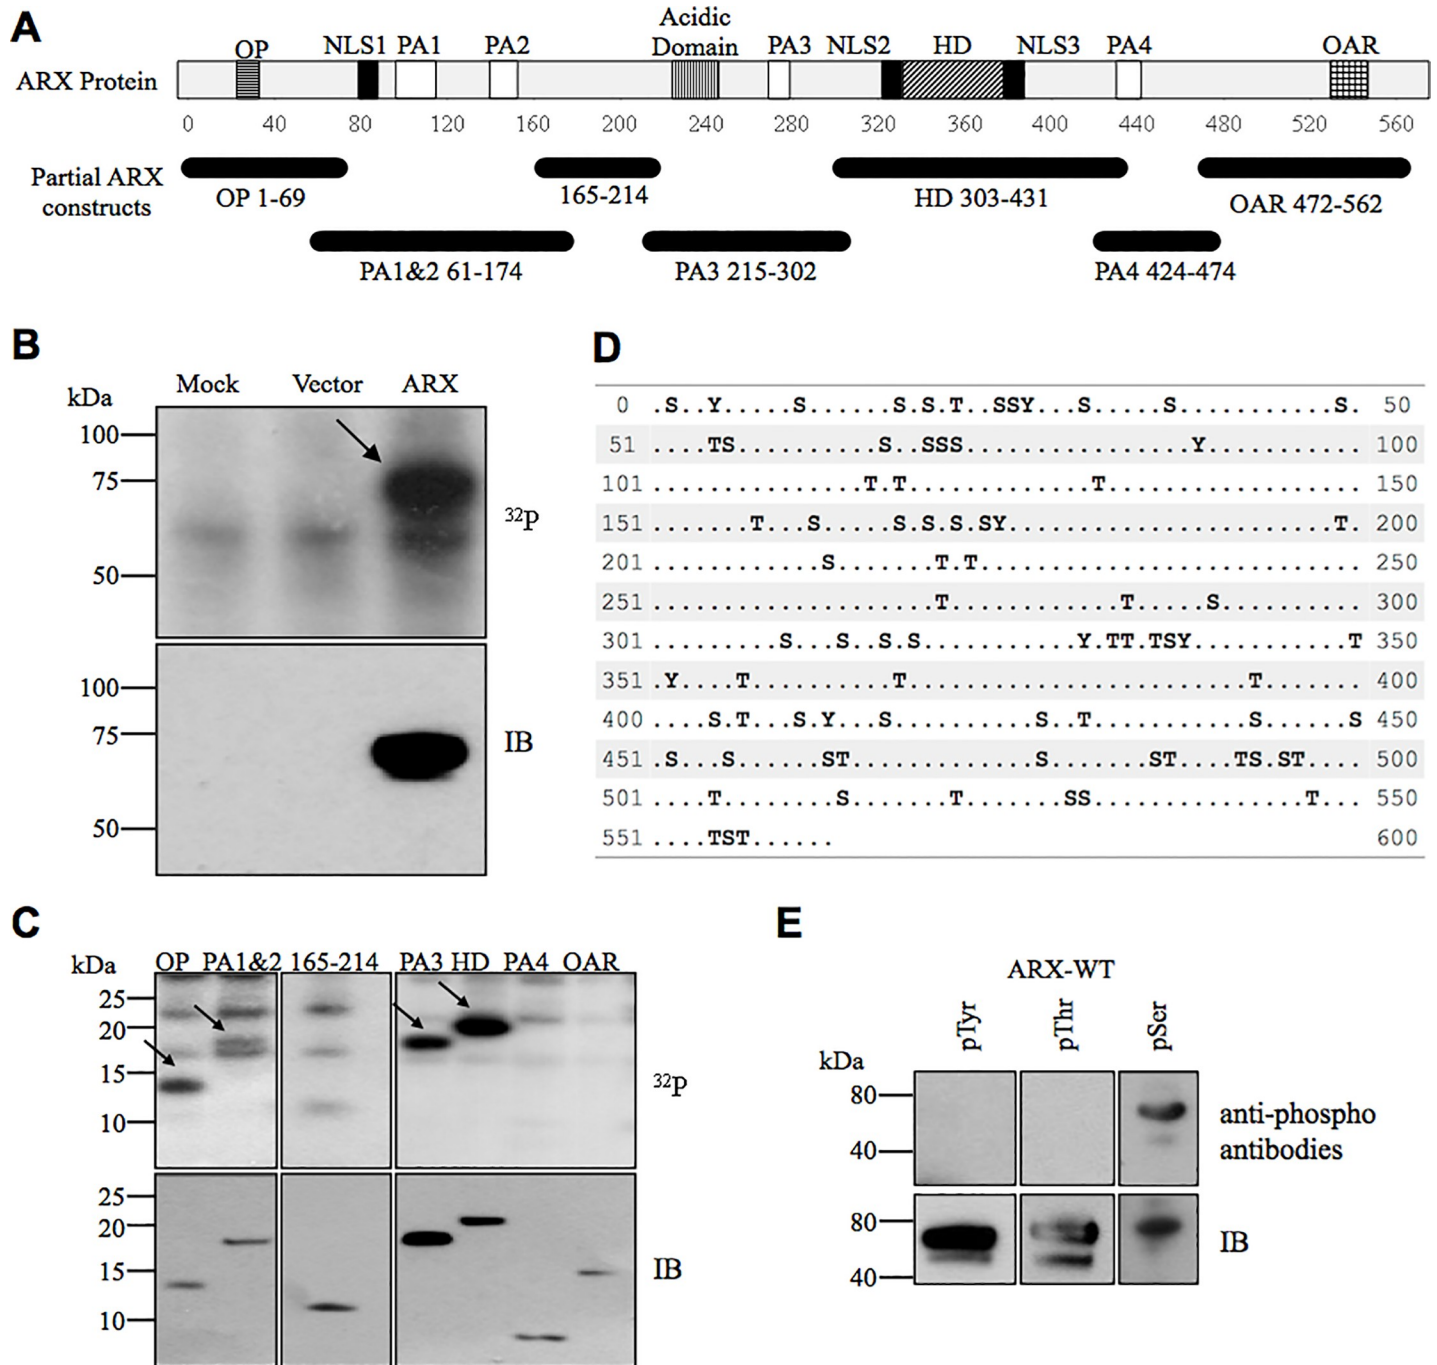 A
Acidic
OP NLS1 PA1 PA2 Domain PA3 NLS2 HD NLS3 PA4 OAR
ARX Protein
0 40 80 120 160 200 240 280 320 360 400 440 480 520 560
Partial ARX
constructs
OP 1-69 165-214 HD 303-431 OAR 472-562
PA1&2 61-174 PA3 215-302 PA4 424-474
B
kDa
Mock Vector ARX
100
75
50
32P
100
75
50
IB
D
0 .S..Y.....S......S.S.T..SSY...S.....S...........S. 50
51 ....TS..........S..SSS................Y........... 100
101 ...............T.T.............T.................. 150
151 .......T...S.....S.S.S.SY.......................T. 200
201 ............S.......T.T........................... 250
251 ....................T............T.....S.......... 300
301 .........S...S..S.S...........Y.TT.TSY...........T 350
351 .Y....T..........T........................T....... 400
400 ....S.T...S.Y...S..........S..T...........S......S 450
451 .S...S......ST.............S.......ST....TS.ST.... 500
501 ....T........S.......T.......SS...............T... 550
551 ....TST...... 600
C
kDa
OP PA1&2 165-214 PA3 HD PA4 OAR
25
20
15
10
32P
25
20
15
10
IB
E
ARX-WT
pTyr pThr pSer
kDa
80
40
anti-phospho
antibodies
80
40
IB